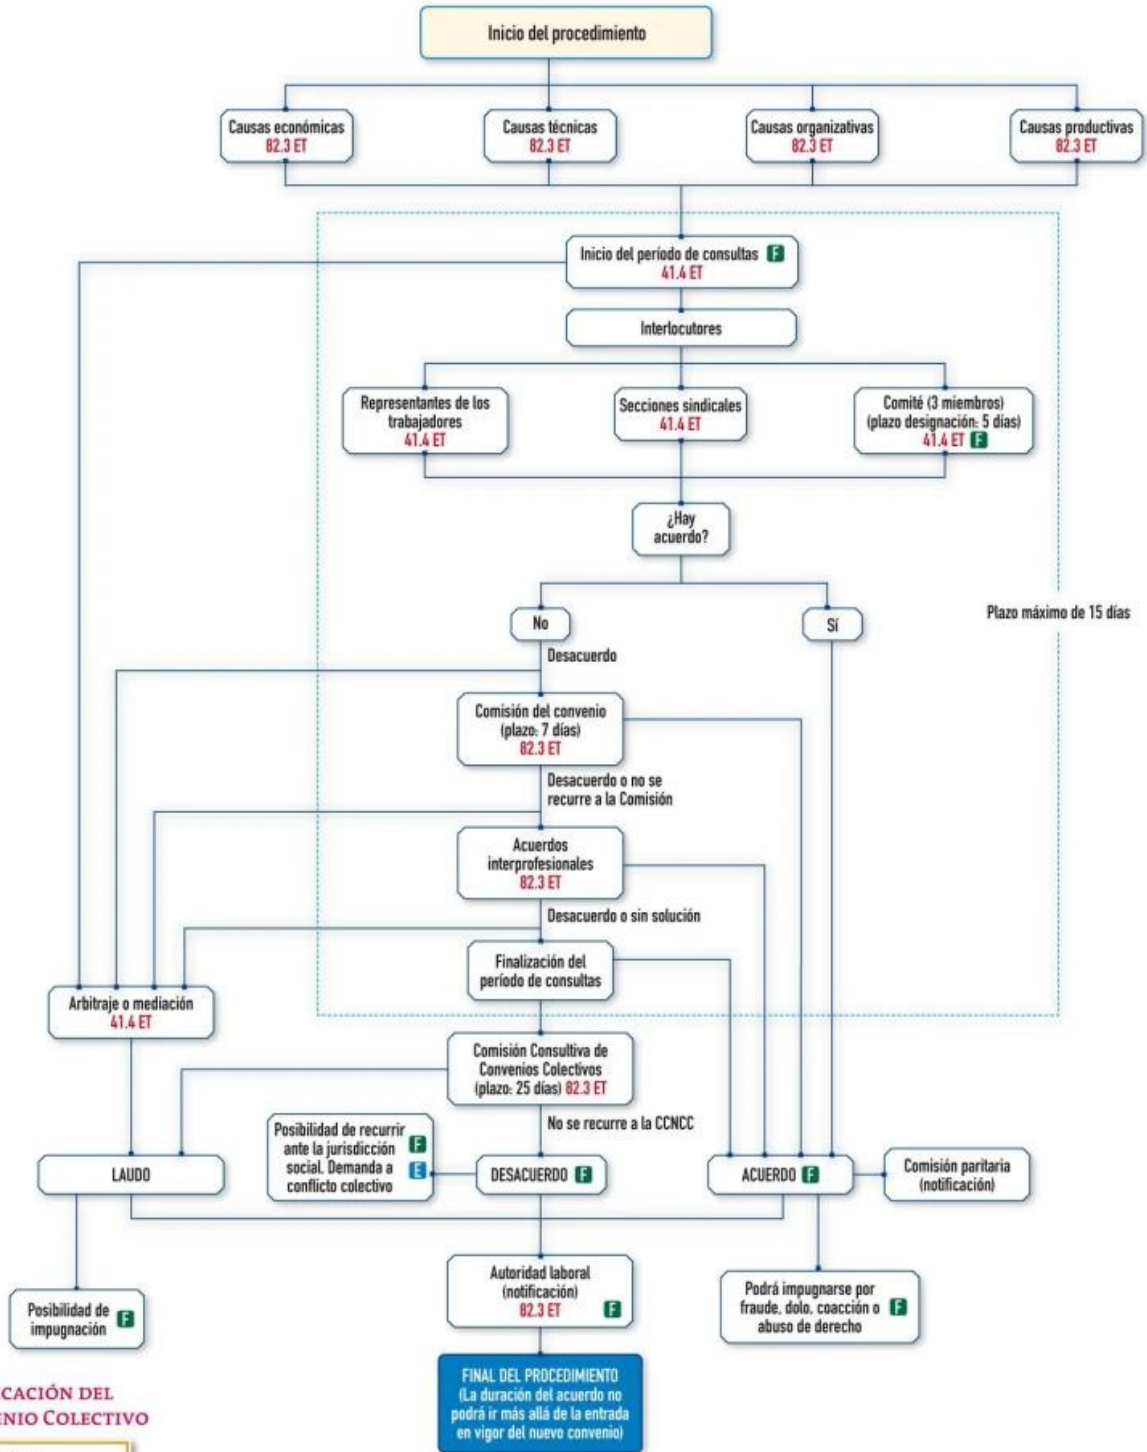 Inicio del procedimiento
Causas económicas
82.3 ET
Causas técnicas
82.3 ET
Causas organizativas
82.3 ET
Causas productivas
82.3 ET
Inicio del período de consultas F
41.4 ET
Interlocutores
Representantes de los
trabajadores
41.4 ET
Secciones sindicales
41.4 ET
Comité (3 miembros)
(plazo designación: 5 días)
41.4 ET F
¿Hay
acuerdo?
No
Sí
Plazo máximo de 15 días
Desacuerdo
Comisión del convenio
(plazo: 7 días)
82.3 ET
Desacuerdo o no se
recurre a la Comisión
Acuerdos
interprofesionales
82.3 ET
Desacuerdo o sin solución
Finalización del
período de consultas
Arbitraje o mediación
41.4 ET
Comisión Consultiva de
Convenios Colectivos
(plazo: 25 días) 82.3 ET
No se recurre a la CCNCC
Posibilidad de recurrir
ante la jurisdicción
social. Demanda a
conflicto colectivo
F
E
LAUDO
DESACUERDO F
ACUERDO F
Comisión paritaria
(notificación)
Autoridad laboral
(notificación)
82.3 ET F
Posibilidad de
impugnación
F
Podrá impugnarse por
fraude, dolo, coacción o
abuso de derecho
F
FINAL DEL PROCEDIMIENTO
(La duración del acuerdo no
podrá ir más allá de la entrada
en vigor del nuevo convenio)
CACIÓN DEL
ENIO COLECTIVO